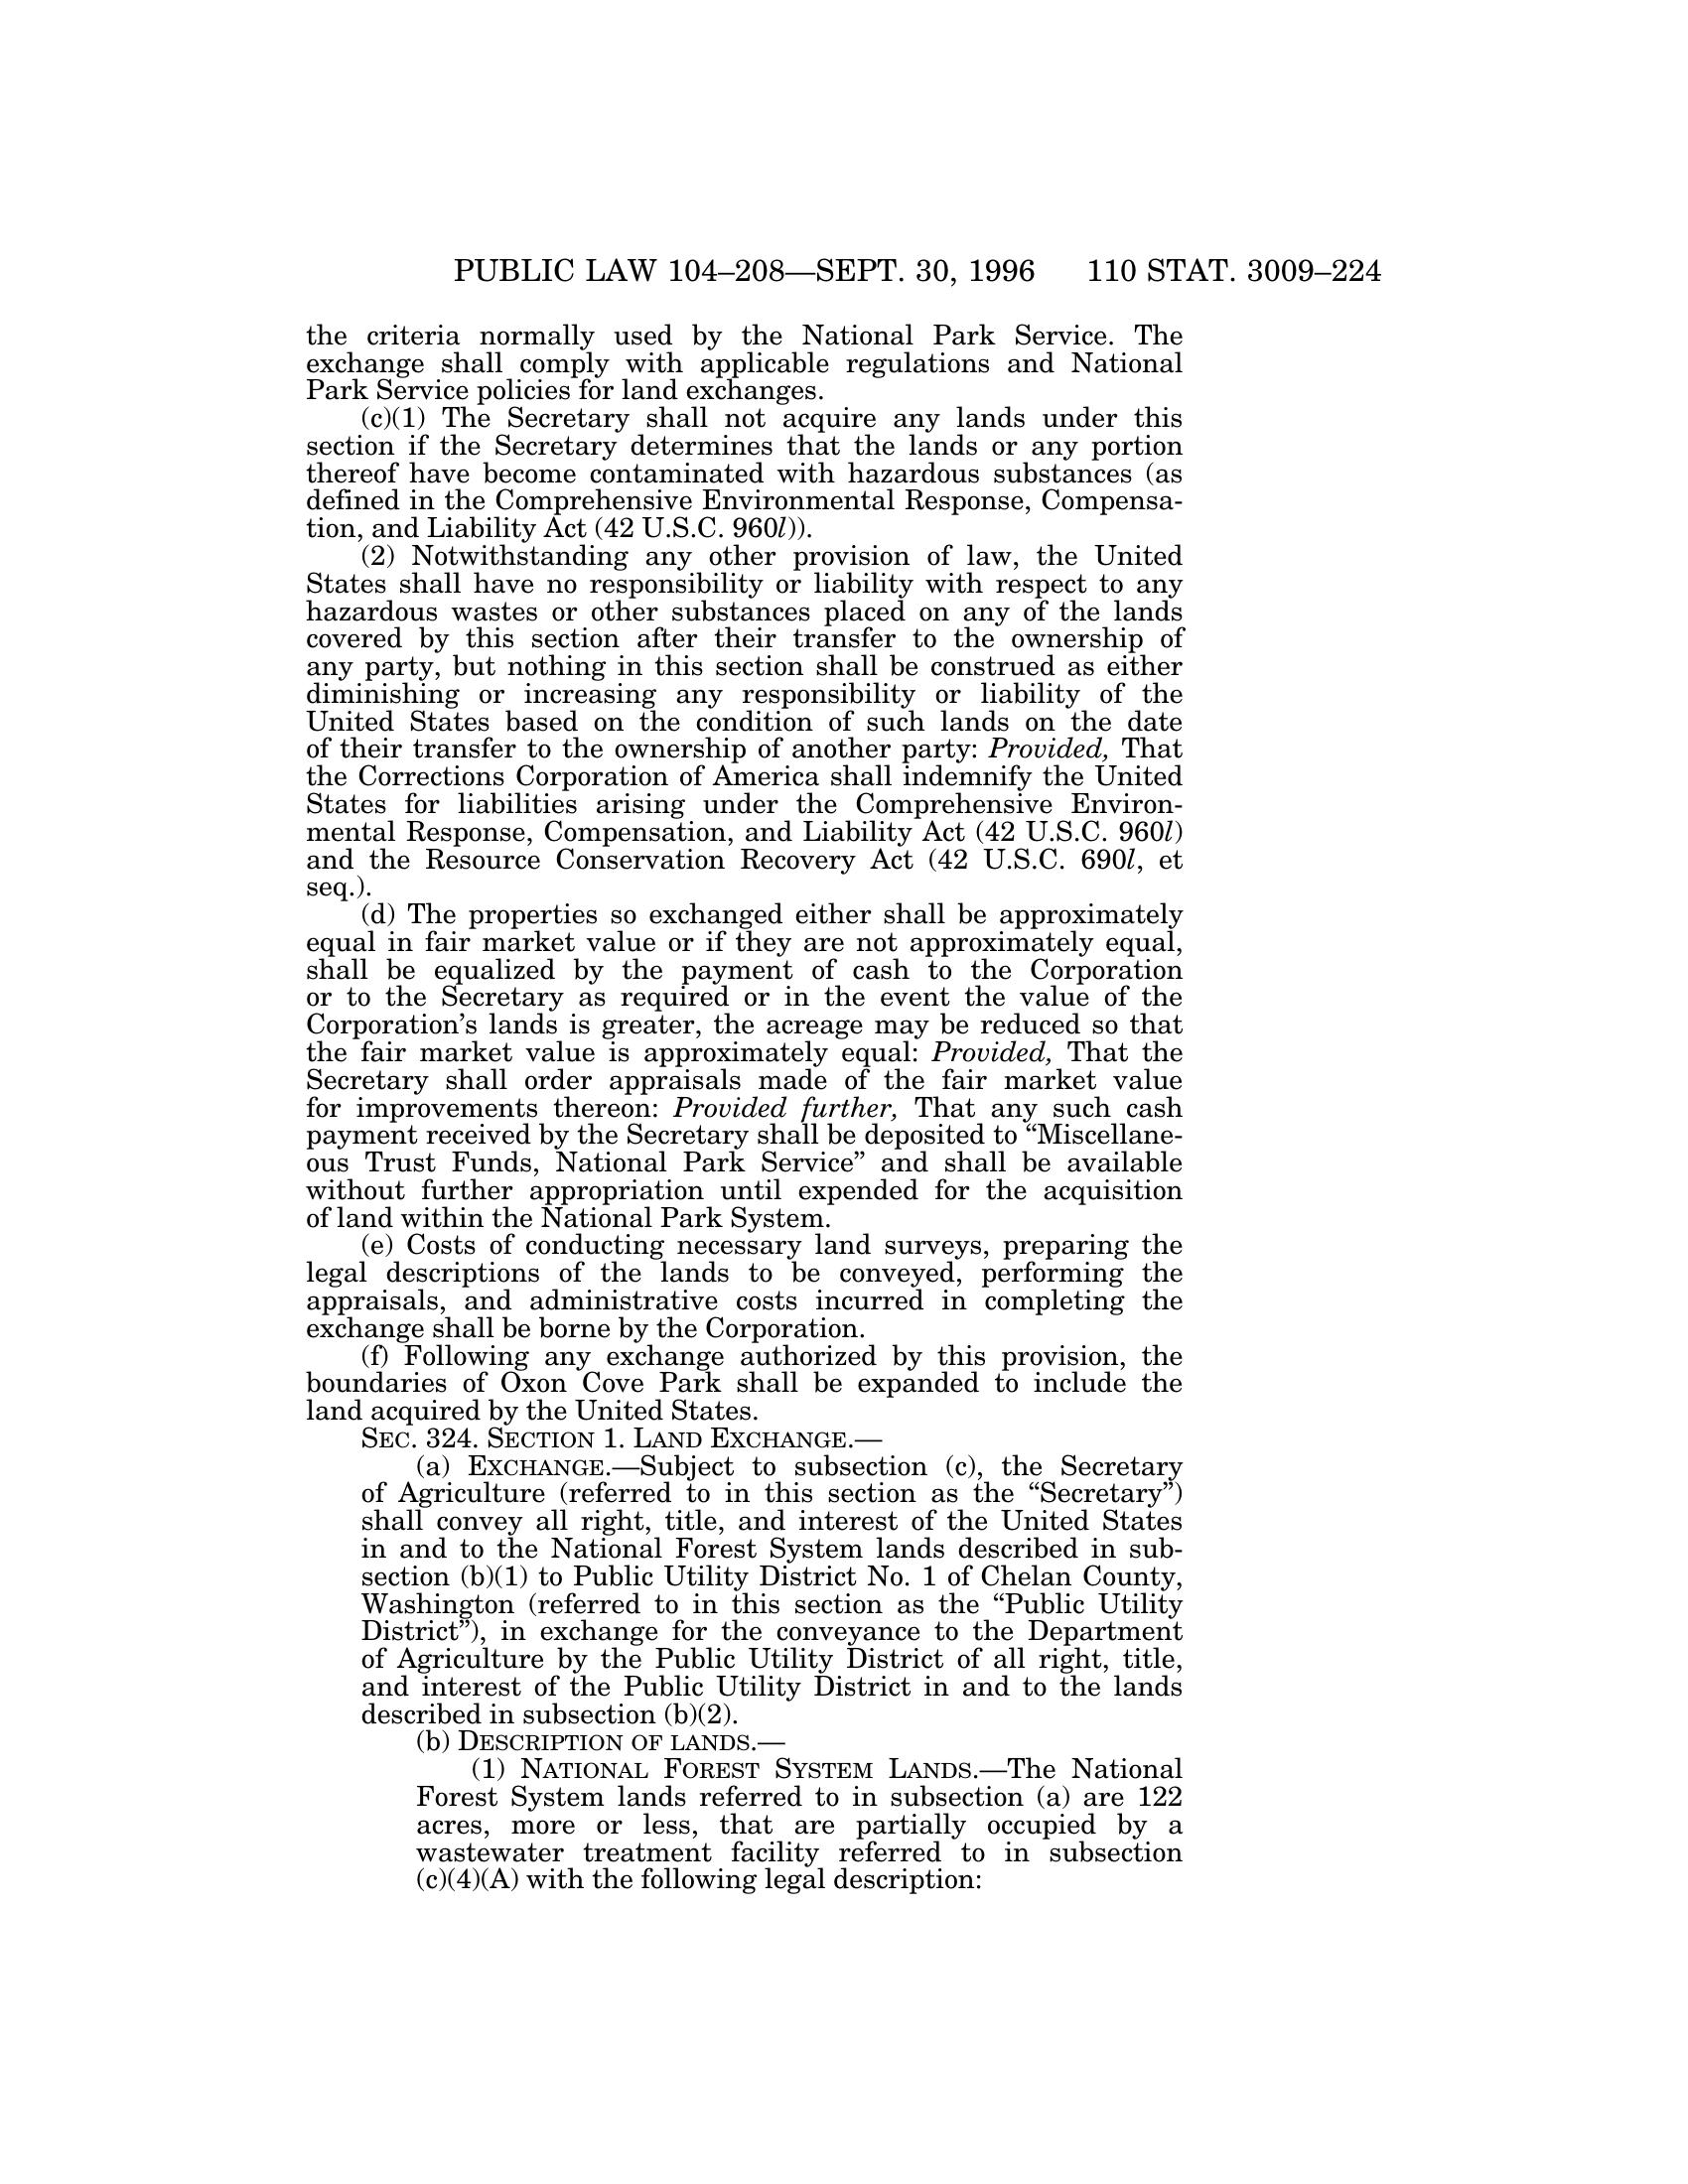 PUBLIC LAW 104–208—SEPT. 30, 1996 110 STAT. 3009–224
the criteria normally used by the National Park Service. The
exchange shall comply with applicable regulations and National
Park Service policies for land exchanges.
(c)(1) The Secretary shall not acquire any lands under this
section if the Secretary determines that the lands or any portion
thereof have become contaminated with hazardous substances (as
defined in the Comprehensive Environmental Response, Compensa-
tion, and Liability Act (42 U.S.C. 960l)).
(2) Notwithstanding any other provision of law, the United
States shall have no responsibility or liability with respect to any
hazardous wastes or other substances placed on any of the lands
covered by this section after their transfer to the ownership of
any party, but nothing in this section shall be construed as either
diminishing or increasing any responsibility or liability of the
United States based on the condition of such lands on the date
of their transfer to the ownership of another party: Provided, That
the Corrections Corporation of America shall indemnify the United
States for liabilities arising under the Comprehensive Environ-
mental Response, Compensation, and Liability Act (42 U.S.C. 960l)
and the Resource Conservation Recovery Act (42 U.S.C. 690l, et
seq.).
(d) The properties so exchanged either shall be approximately
equal in fair market value or if they are not approximately equal,
shall be equalized by the payment of cash to the Corporation
or to the Secretary as required or in the event the value of the
Corporation’s lands is greater, the acreage may be reduced so that
the fair market value is approximately equal: Provided, That the
Secretary shall order appraisals made of the fair market value
for improvements thereon: Provided further, That any such cash
payment received by the Secretary shall be deposited to “Miscellane-
ous Trust Funds, National Park Service” and shall be available
without further appropriation until expended for the acquisition
of land within the National Park System.
(e) Costs of conducting necessary land surveys, preparing the
legal descriptions of the lands to be conveyed, performing the
appraisals, and administrative costs incurred in completing the
exchange shall be borne by the Corporation.
(f) Following any exchange authorized by this provision, the
boundaries of Oxon Cove Park shall be expanded to include the
land acquired by the United States.
SEC. 324. SECTION 1. LAND EXCHANGE.—
(a) EXCHANGE.—Subject to subsection (c), the Secretary
of Agriculture (referred to in this section as the “Secretary”)
shall convey all right, title, and interest of the United States
in and to the National Forest System lands described in sub-
section (b)(1) to Public Utility District No. 1 of Chelan County,
Washington (referred to in this section as the “Public Utility
District”), in exchange for the conveyance to the Department
of Agriculture by the Public Utility District of all right, title,
and interest of the Public Utility District in and to the lands
described in subsection (b)(2).
(b) DESCRIPTION OF LANDS.—
(1) NATIONAL FOREST SYSTEM LANDS.—The National
Forest System lands referred to in subsection (a) are 122
acres, more or less, that are partially occupied by a
wastewater treatment facility referred to in subsection
(c)(4)(A) with the following legal description: